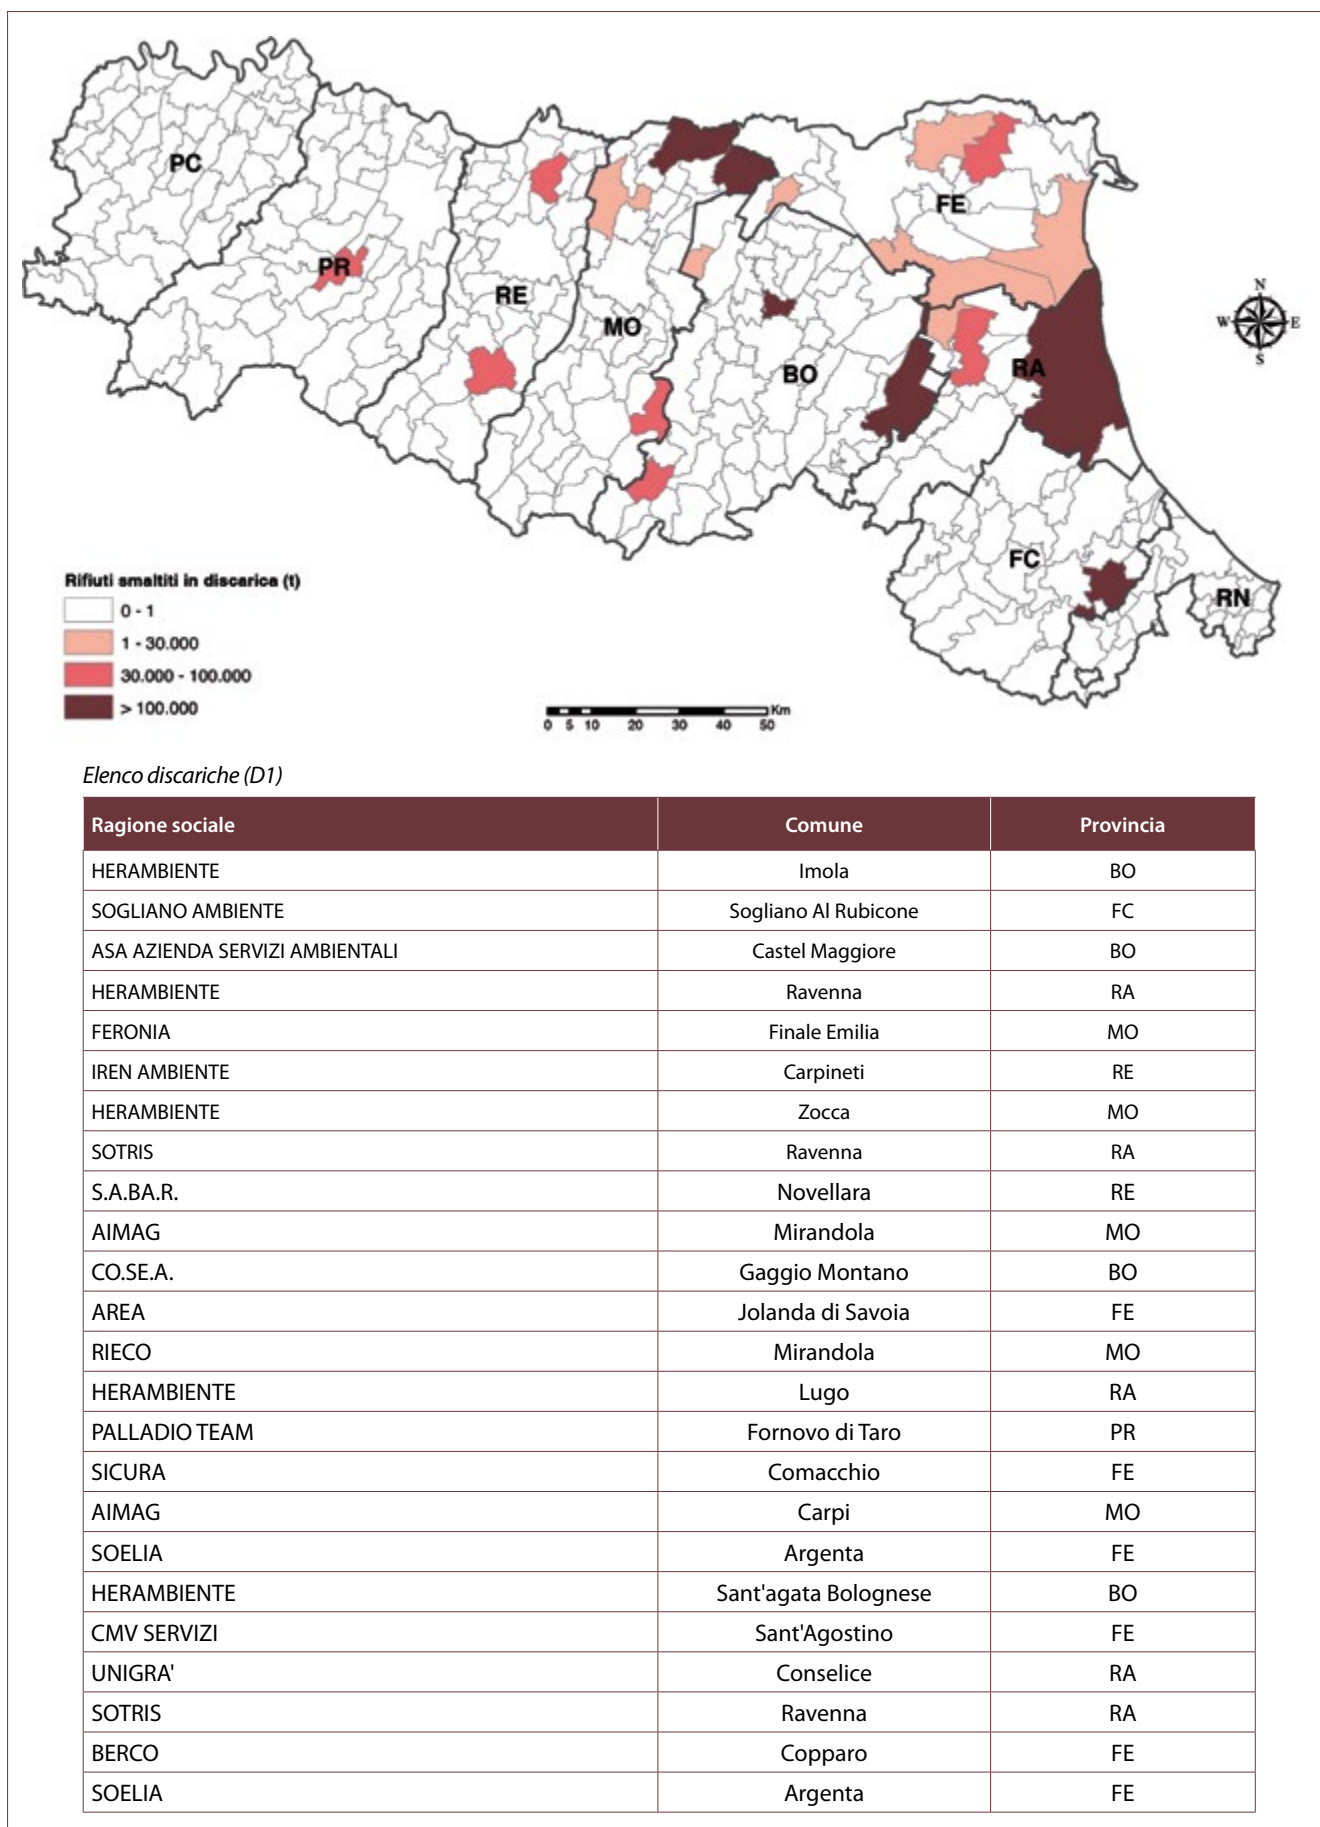 PC
PR
RE
MO
BO
FE
RA
FC
RN
N
W E
S
Rifiuti smaltiti in discarica (t)
0 - 1
1 - 30.000
30.000 - 100.000
> 100.000
Km
0 5 10 20 30 40 50
Elenco discariche (D1)
Ragione sociale Comune Provincia
HERAMBIENTE Imola BO
SOGLIANO AMBIENTE Sogliano Al Rubicone FC
ASA AZIENDA SERVIZI AMBIENTALI Castel Maggiore BO
HERAMBIENTE Ravenna RA
FERONIA Finale Emilia MO
IREN AMBIENTE Carpineti RE
HERAMBIENTE Zocca MO
SOTRIS Ravenna RA
S.A.BA.R. Novellara RE
AIMAG Mirandola MO
CO.SE.A. Gaggio Montano BO
AREA Jolanda di Savoia FE
RIECO Mirandola MO
HERAMBIENTE Lugo RA
PALLADIO TEAM Fornovo di Taro PR
SICURA Comacchio FE
AIMAG Carpi MO
SOELIA Argenta FE
HERAMBIENTE Sant'agata Bolognese BO
CMV SERVIZI Sant'Agostino FE
UNIGRA' Conselice RA
SOTRIS Ravenna RA
BERCO Copparo FE
SOELIA Argenta FE